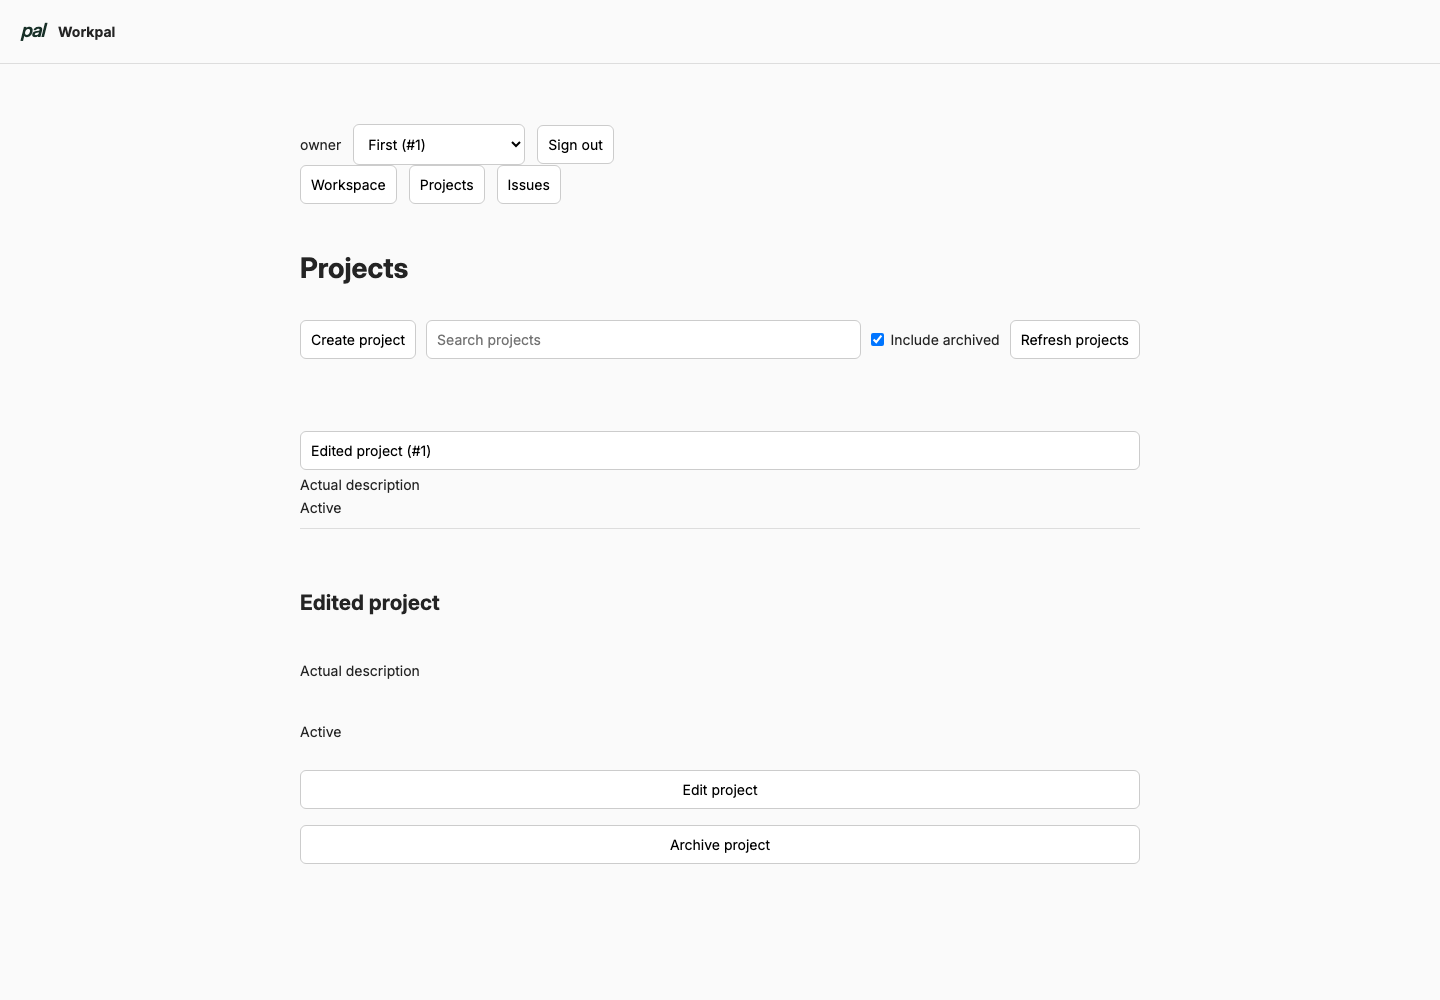 pal Workpal
owner First (#1) Sign out
Workspace Projects Issues
Projects
Create project Search projects Include archived Refresh projects
Edited project (#1)
Actual description
Active
Edited project
Actual description
Active
Edit project
Archive project